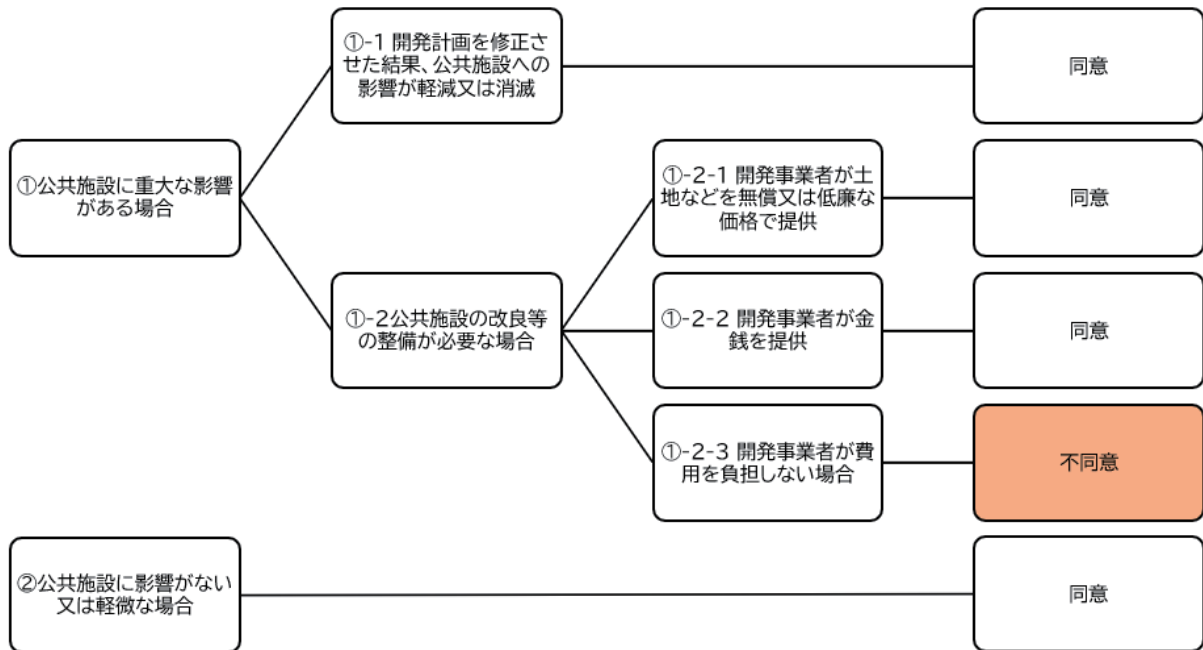 ①-1 開発計画を修正さ
せた結果、公共施設への
影響が軽減又は消滅
同意
①公共施設に重大な影響
がある場合
①-2-1 開発事業者が土
地などを無償又は低廉な
価格で提供
同意
①-2公共施設の改良等
の整備が必要な場合
①-2-2 開発事業者が金
銭を提供
同意
①-2-3 開発事業者が費
用を負担しない場合
不同意
②公共施設に影響がない
又は軽微な場合
同意